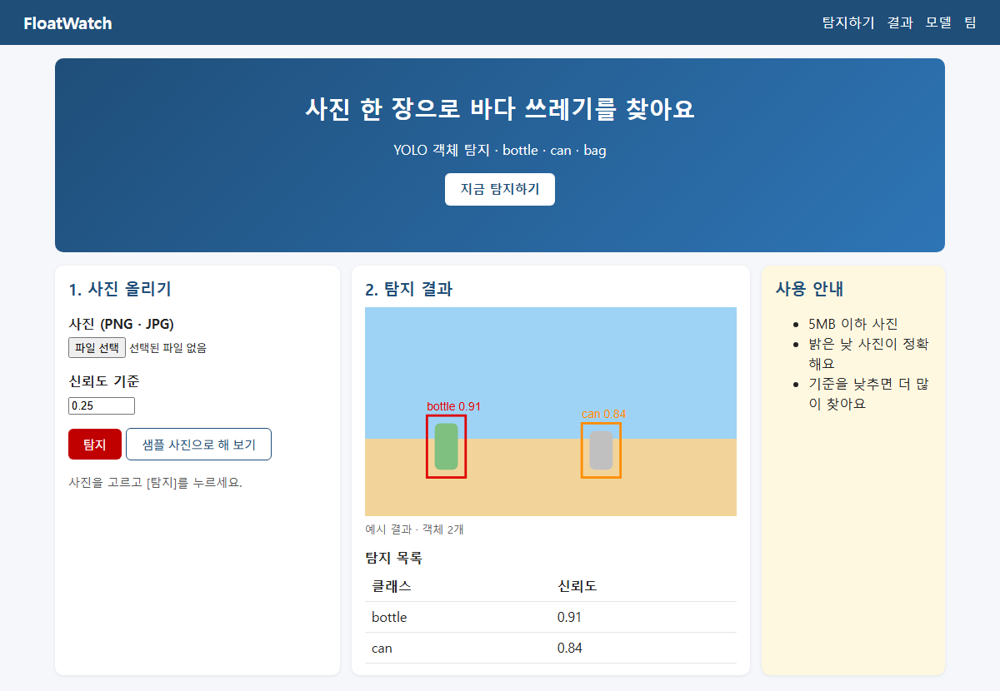 FloatWatch
탐지하기 결과 모델 팀
사진 한 장으로 바다 쓰레기를 찾아요
YOLO 객체 탐지 · bottle · can · bag
지금 탐지하기
1. 사진 올리기
사진 (PNG · JPG)
파일 선택 선택된 파일 없음
신뢰도 기준
0.25
탐지 샘플 사진으로 해 보기
사진을 고르고 [탐지]를 누르세요.
2. 탐지 결과
bottle 0.91
can 0.84
예시 결과 · 객체 2개
탐지 목록
클래스 신뢰도
bottle 0.91
can 0.84
사용 안내
5MB 이하 사진
밝은 낮 사진이 정확
해요
기준을 낮추면 더 많
이 찾아요